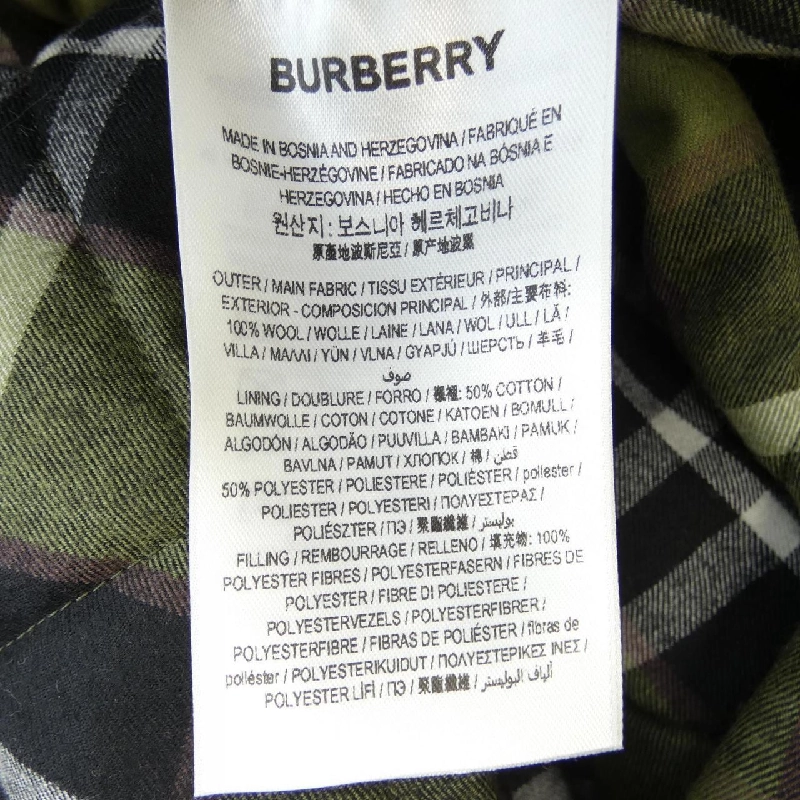 BURBERRY
MADE IN BOSNIA AND HERZEGOVINA / FABRIQUÉ EN
BOSNIE-HERZÉGOVINE / FABRICADO NA BÓSNIA E
HERZEGOVINA / HECHO EN BOSNIA
원산지 : 보스니아 헤르체고비나
原產地波斯尼亞 / 原产地波黑
OUTER / MAIN FABRIC / TISSU EXTÉRIEUR / PRINCIPAL /
EXTERIOR - COMPOSICION PRINCIPAL / 外部/主要布料:
100% WOOL / WOLLE / LAINE / LANA / WOL / ULL / LÃ /
VILLA / ΜΑΛΛΙ / YÜN / VLNA / GYAPJÚ / ШЕРСТЬ / 羊毛 /
صوف
LINING / DOUBLURE / FORRO / 裏裡: 50% COTTON /
BAUMWOLLE / COTON / COTONE / KATOEN / BOMULL /
ALGODÓN / ALGODÃO / PUUVILLA / ΒΑΜΒΑΚΙ / PAMUK /
BAVLNA / PAMUT / ХЛОПОК / 棉 / قطن /
50% POLYESTER / POLIESTERE / POLIÉSTER / poliester /
POLIESTER / POLYESTERI / ΠΟΛΥΕΣΤΕΡΑΣ /
POLIÉSZTER / ПЭ / 聚酯纖維 / بوليستر /
FILLING / REMBOURRAGE / RELLENO / 填充物: 100%
POLYESTER FIBRES / POLYESTERFASERN / FIBRES DE
POLYESTER / FIBRE DI POLIESTERE /
POLYESTERVEZELS / POLYESTERFIBRER /
POLYESTERFIBRE / FIBRAS DE POLIÉSTER / fibras de
poliéster / POLYESTERIKUIDUT / ΠΟΛΥΕΣΤΕΡΙΚΕΣ ΙΝΕΣ /
POLYESTER LİFİ / ПЭ / 聚酯纖維 / ألياف البوليستر /